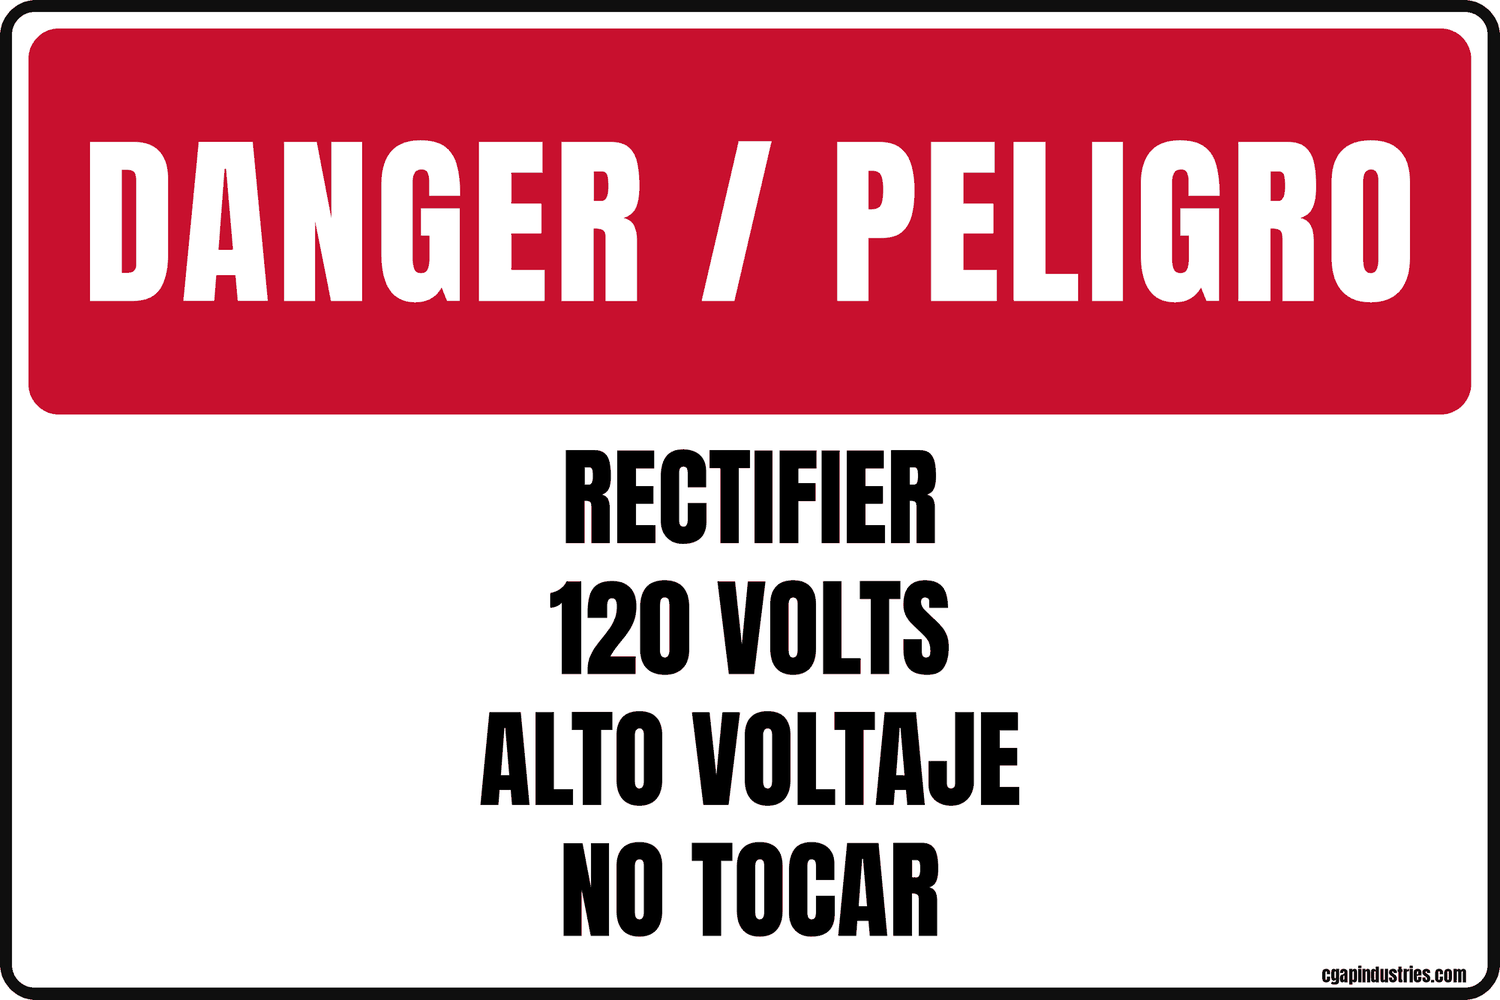 DANGER / PELIGRO
RECTIFIER
120 VOLTS
ALTO VOLTAJE
NO TOCAR
cgapindustries.com